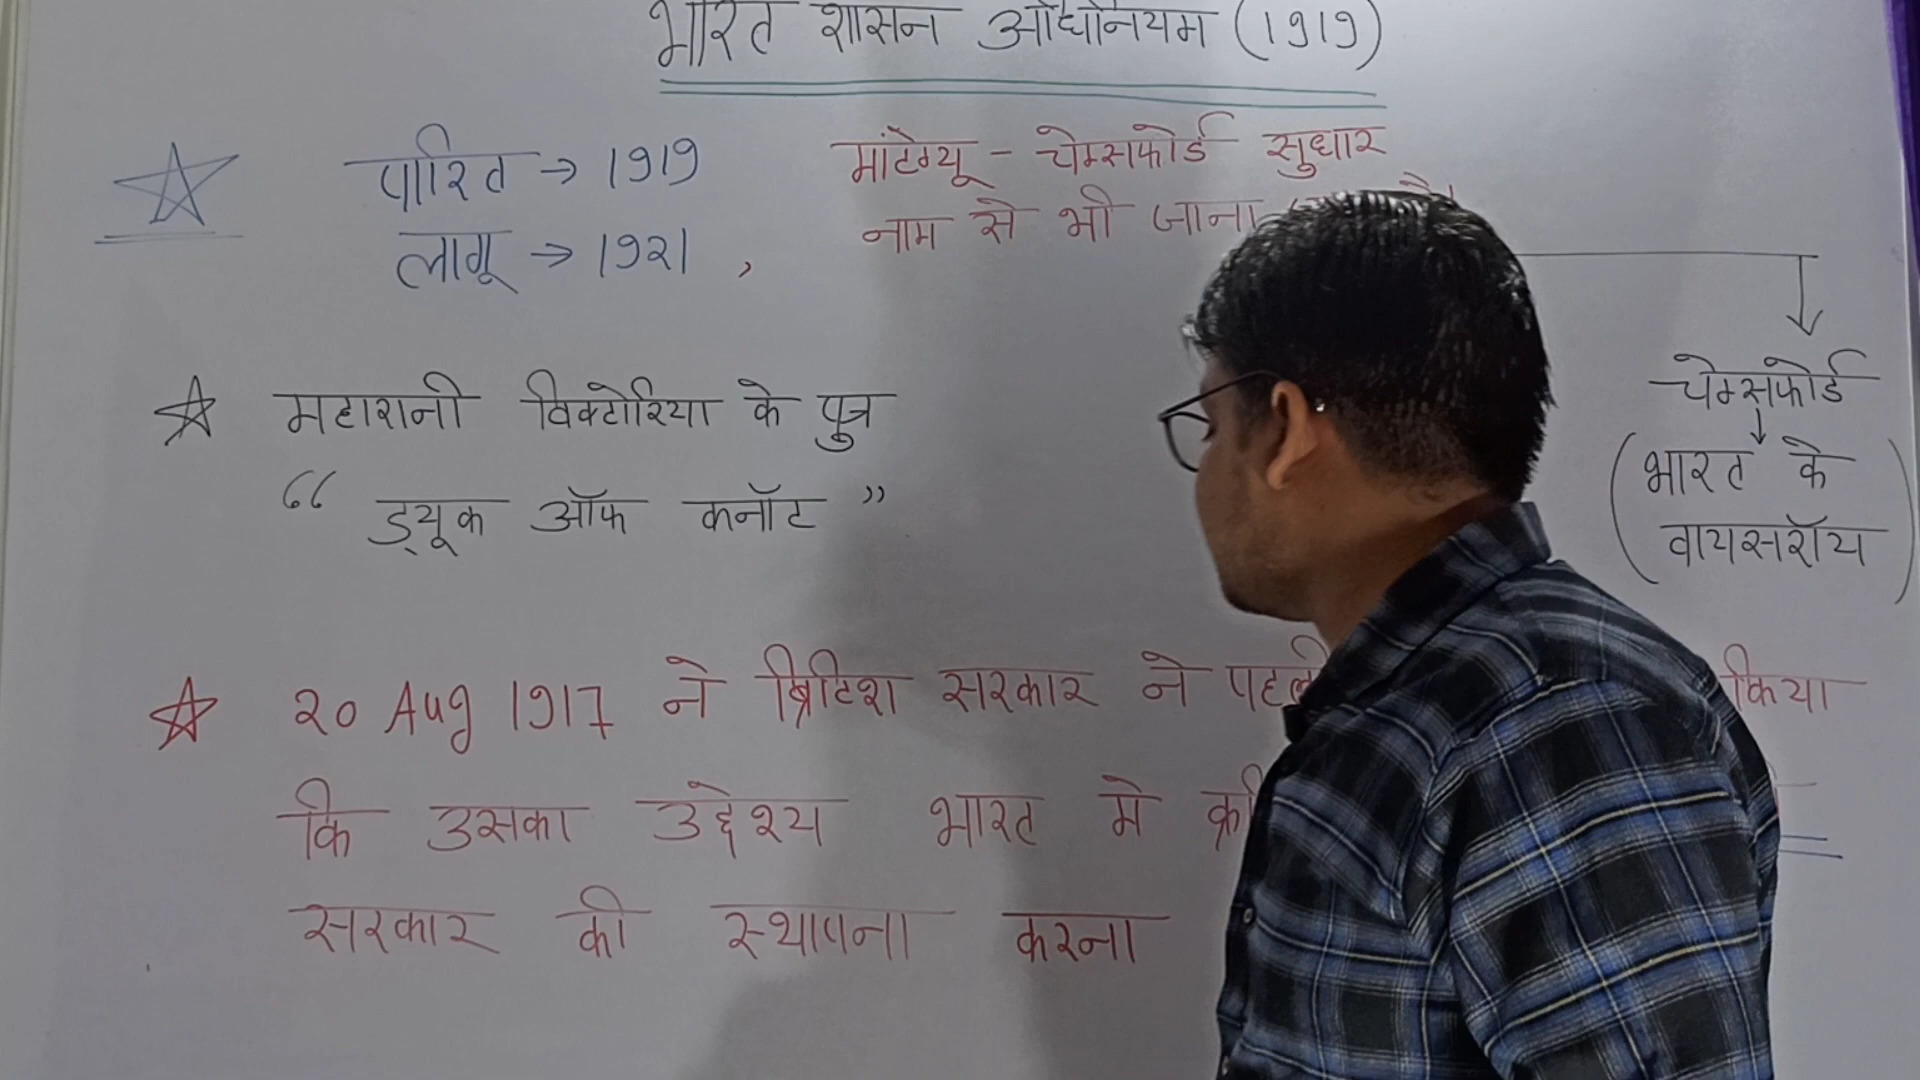 भारत शासन अधिनियम (1919)
पारित → 1919
लागू → 1921 ,
मांटेग्यू - चेम्सफोर्ड सुधार
नाम से भी जाना
चेम्सफोर्ड
↓
(भारत के
वायसरॉय)
महारानी विक्टोरिया के पुत्र
“ ड्यूक ऑफ कनॉट ”
20 Aug 1917 ने ब्रिटिश सरकार ने किया
कि उसका उद्देश्य भारत मे
सरकार की स्थापना करना